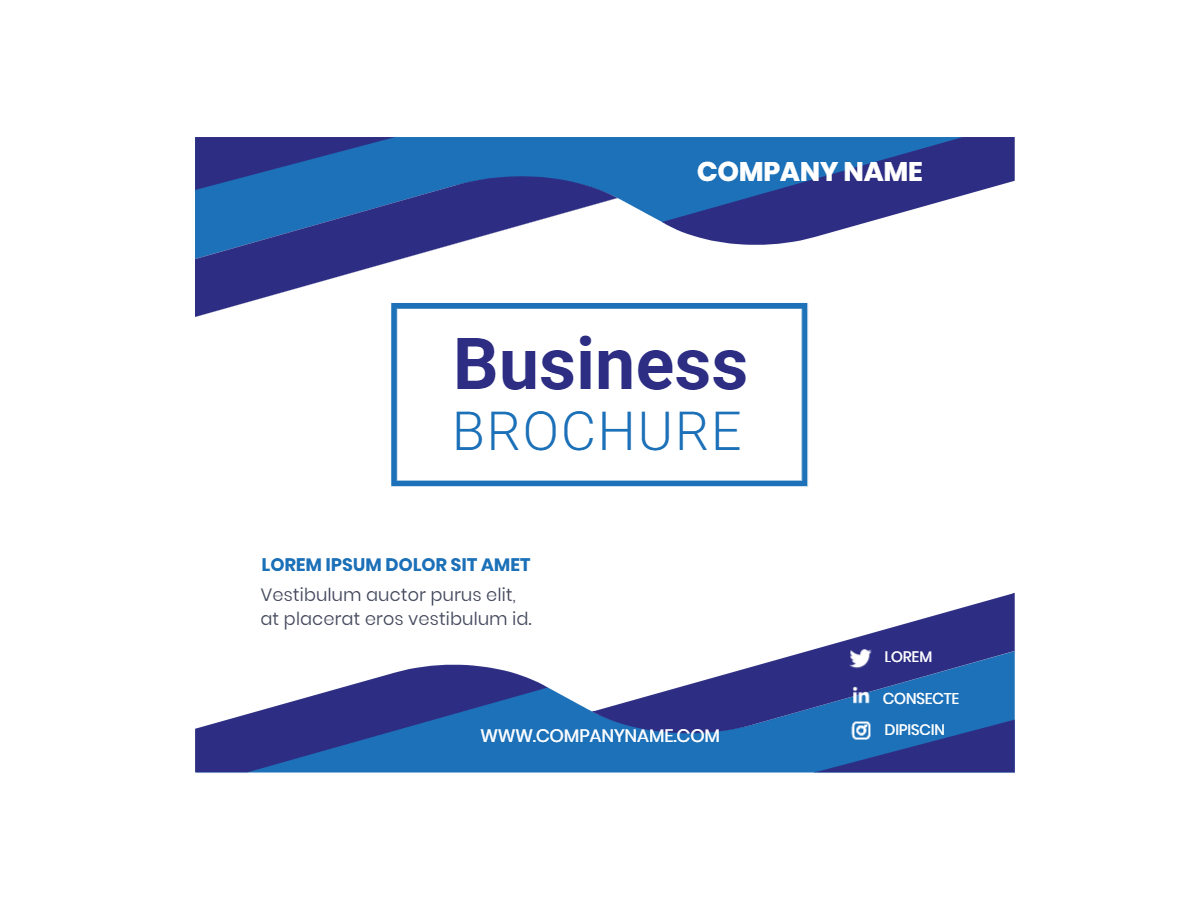 COMPANY NAME
Business
BROCHURE
LOREM IPSUM DOLOR SIT AMET
Vestibulum auctor purus elit,
at placerat eros vestibulum id.
LOREM
CONSECTE
DIPISCIN
WWW.COMPANYNAME.COM